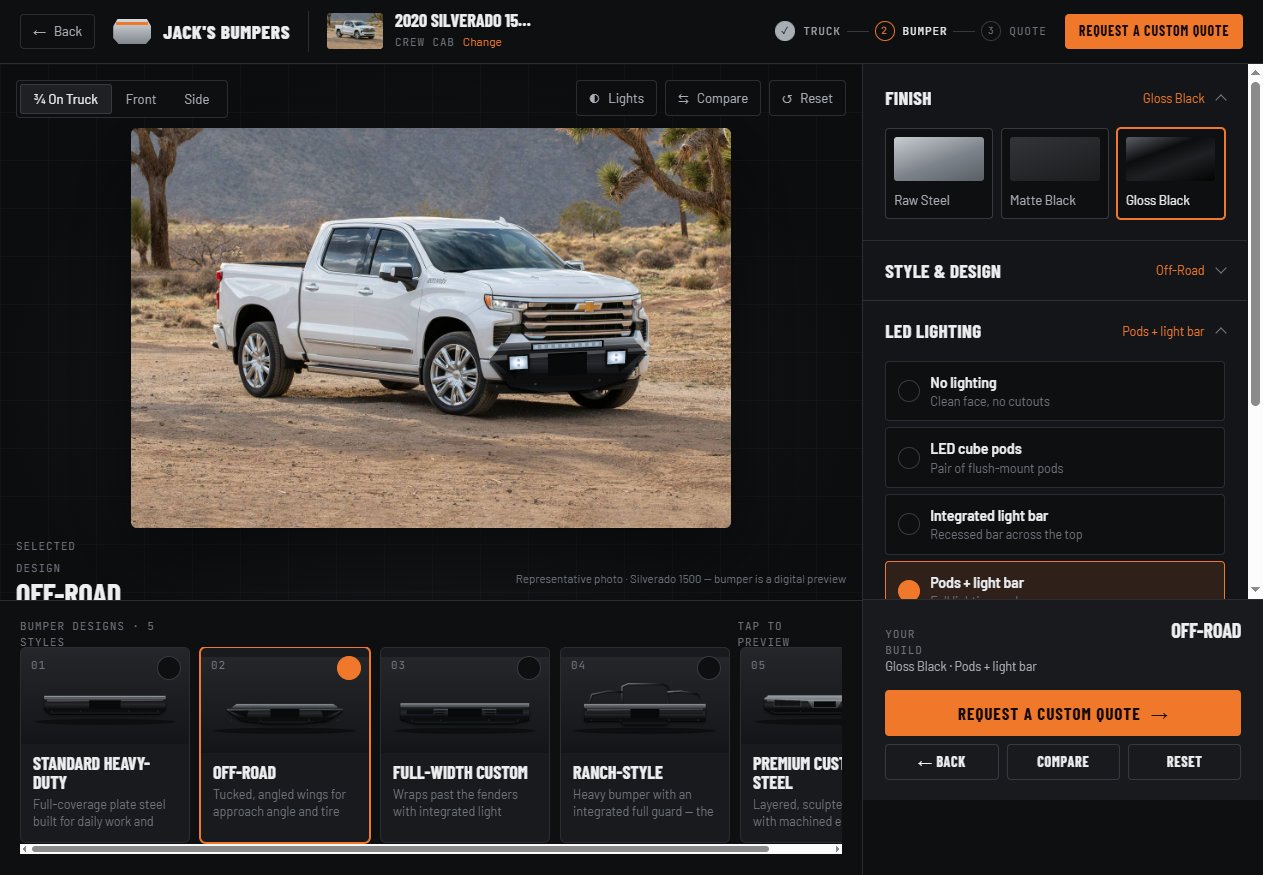 ← Back
JACK'S BUMPERS
2020 SILVERADO 15...
CREW CAB Change
✓ TRUCK
2 BUMPER
3 QUOTE
REQUEST A CUSTOM QUOTE
¾ On Truck
Front
Side
Lights
Compare
Reset
SELECTED
DESIGN
OFF-ROAD
Representative photo · Silverado 1500 — bumper is a digital preview
FINISH
Gloss Black
Raw Steel
Matte Black
Gloss Black
STYLE & DESIGN
Off-Road
LED LIGHTING
Pods + light bar
No lighting
Clean face, no cutouts
LED cube pods
Pair of flush-mount pods
Integrated light bar
Recessed bar across the top
Pods + light bar
BUMPER DESIGNS · 5
STYLES
TAP TO
PREVIEW
01
STANDARD HEAVY-
DUTY
Full-coverage plate steel
built for daily work and
02
OFF-ROAD
Tucked, angled wings for
approach angle and tire
03
FULL-WIDTH CUSTOM
Wraps past the fenders
with integrated light
04
RANCH-STYLE
Heavy bumper with an
integrated full guard — the
05
PREMIUM CUST
STEEL
Layered, sculpte
with machined e
YOUR
BUILD
OFF-ROAD
Gloss Black · Pods + light bar
REQUEST A CUSTOM QUOTE →
← BACK
COMPARE
RESET